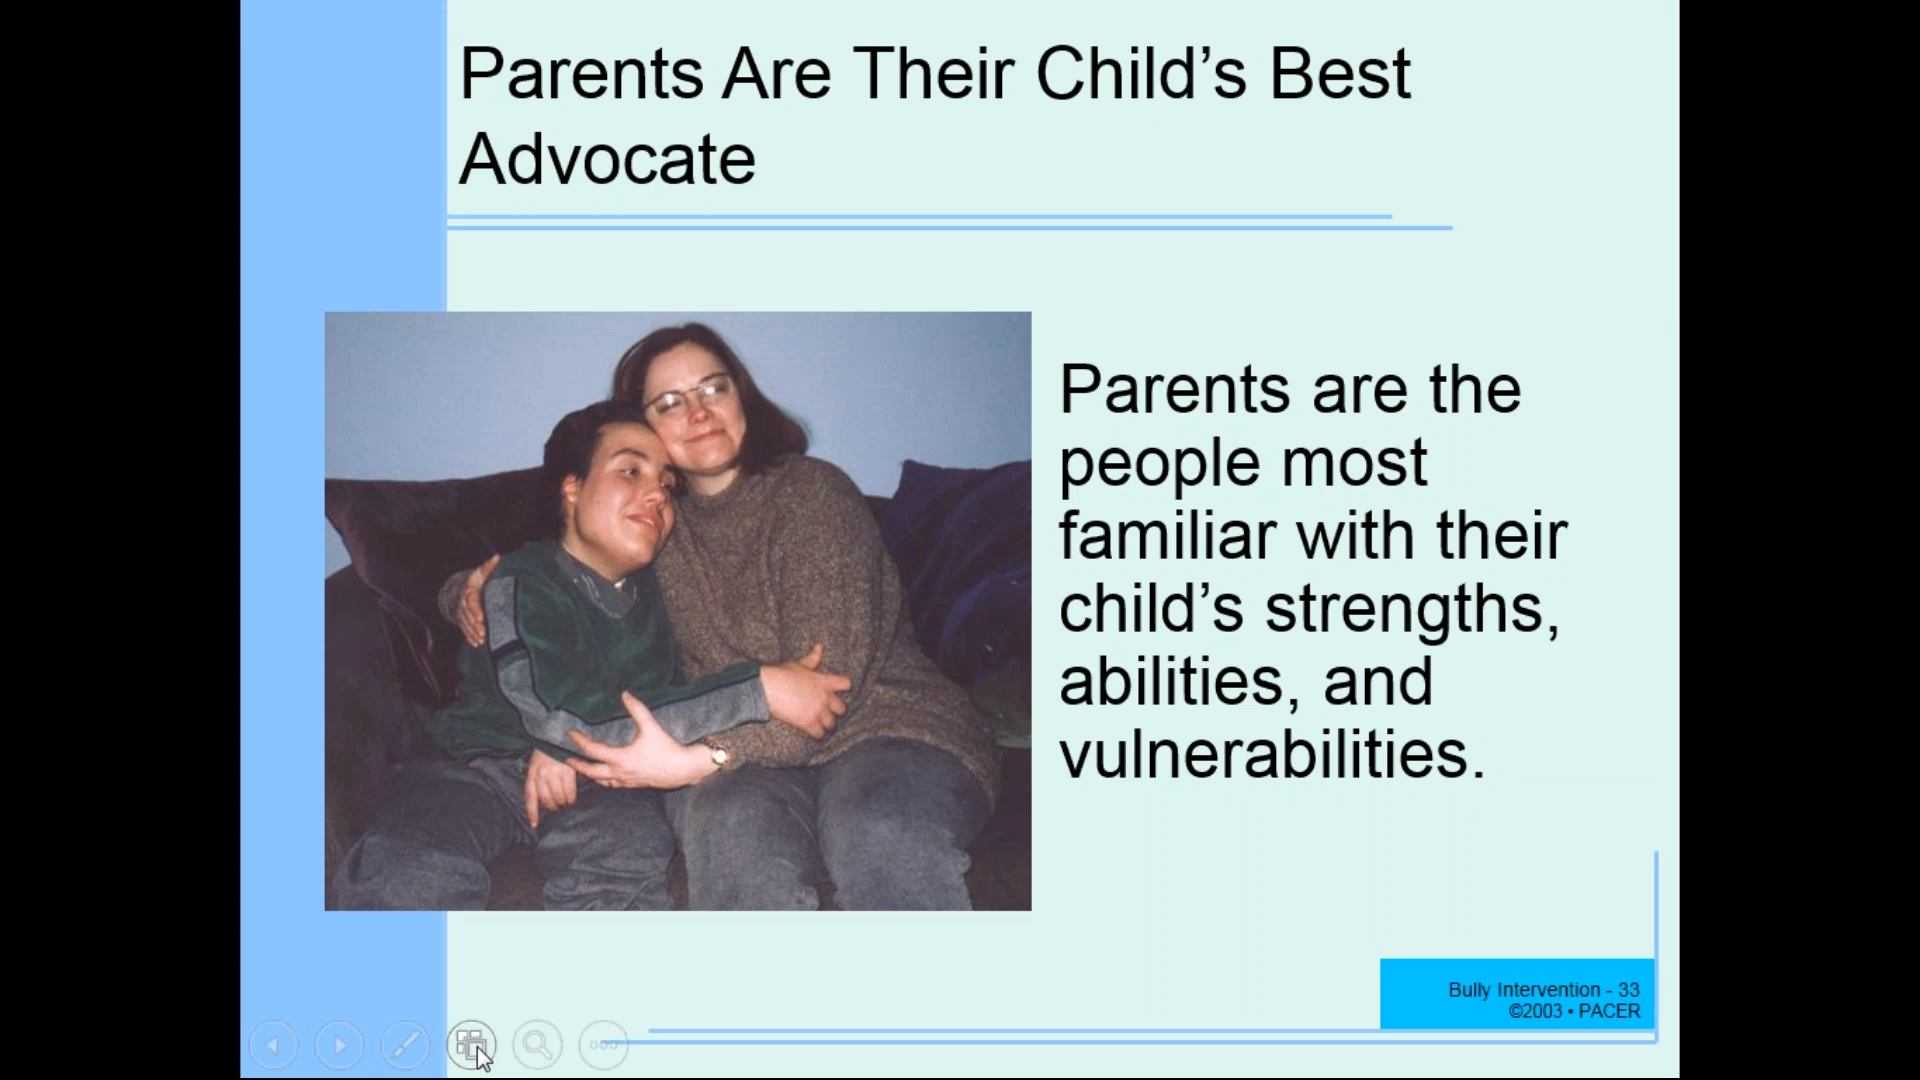 Parents Are Their Child’s Best
Advocate
Parents are the
people most
familiar with their
child’s strengths,
abilities, and
vulnerabilities.
Bully Intervention - 33
©2003 • PACER